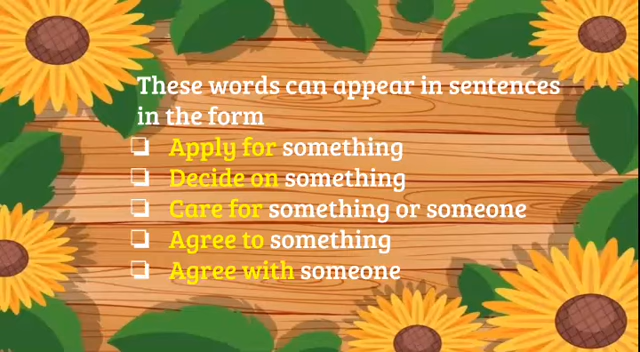 These words can appear in sentences
in the form
❑ Apply for something
❑ Decide on something
❑ Care for something or someone
❑ Agree to something
❑ Agree with someone